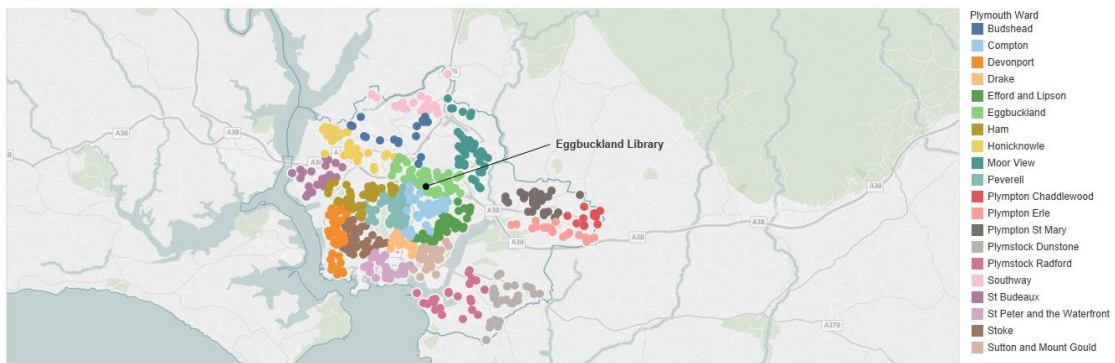 Plymouth Ward
Budshead
Compton
Devonport
Drake
Efford and Lipson
Eggbuckland
Ham
Honicknowle
Moor View
Peverell
Plympton Chaddlewood
Plympton Erle
Plympton St Mary
Plymstock Dunstone
Plymstock Radford
Southway
St Budeaux
St Peter and the Waterfront
Stoke
Sutton and Mount Gould
Eggbuckland Library
A38
A38
A38
A38
A38
A38
A38
A379